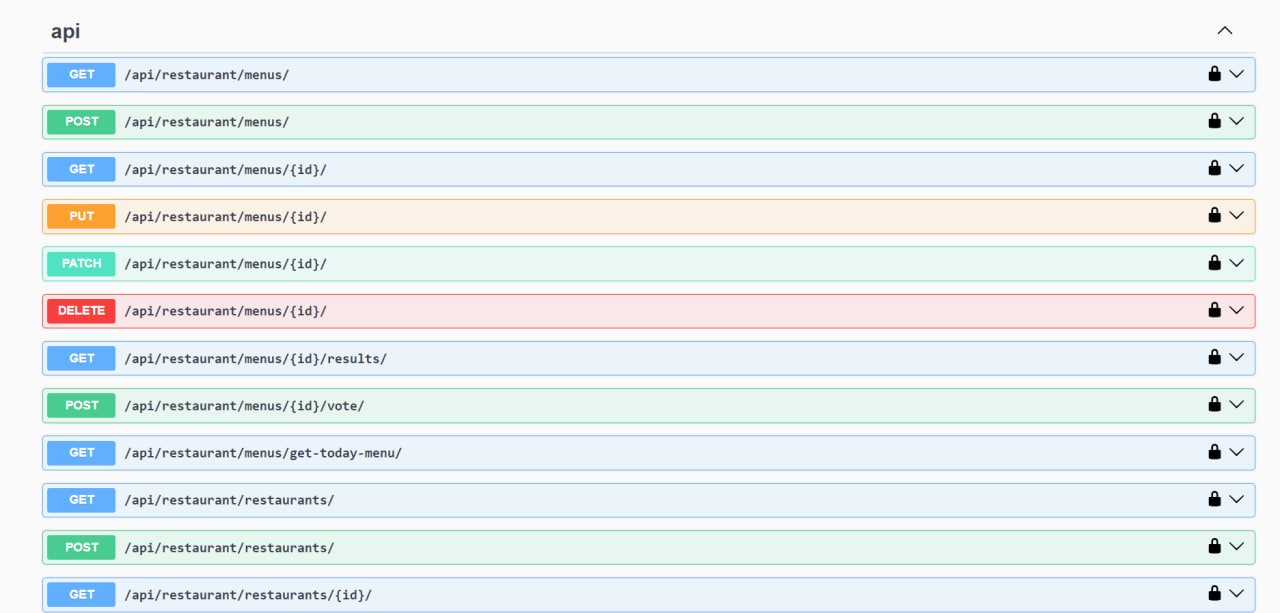 api
GET /api/restaurant/menus/
POST /api/restaurant/menus/
GET /api/restaurant/menus/{id}/
PUT /api/restaurant/menus/{id}/
PATCH /api/restaurant/menus/{id}/
DELETE /api/restaurant/menus/{id}/
GET /api/restaurant/menus/{id}/results/
POST /api/restaurant/menus/{id}/vote/
GET /api/restaurant/menus/get-today-menu/
GET /api/restaurant/restaurants/
POST /api/restaurant/restaurants/
GET /api/restaurant/restaurants/{id}/